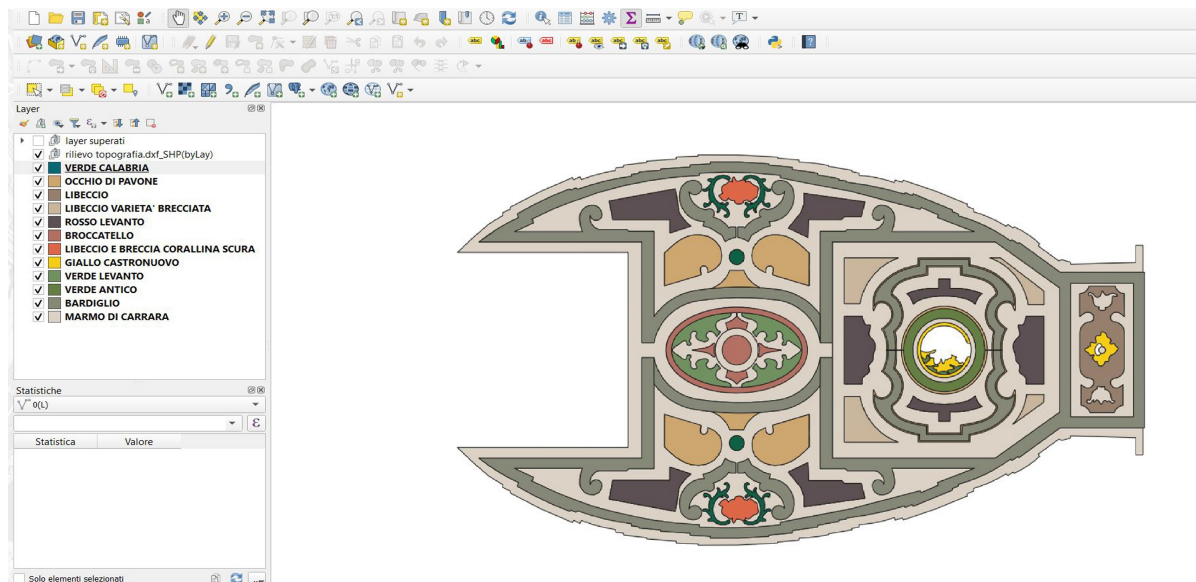 Layer
layer superati
rilievo topografia.dxf_SHP(byLay)
VERDE CALABRIA
OCCHIO DI PAVONE
LIBECCIO
LIBECCIO VARIETA' BRECCIATA
ROSSO LEVANTO
BROCCATELLO
LIBECCIO E BRECCIA CORALLINA SCURA
GIALLO CASTRONUOVO
VERDE LEVANTO
VERDE ANTICO
BARDIGLIO
MARMO DI CARRARA
Statistiche
0(L)
ε
Statistica Valore
Solo elementi selezionati